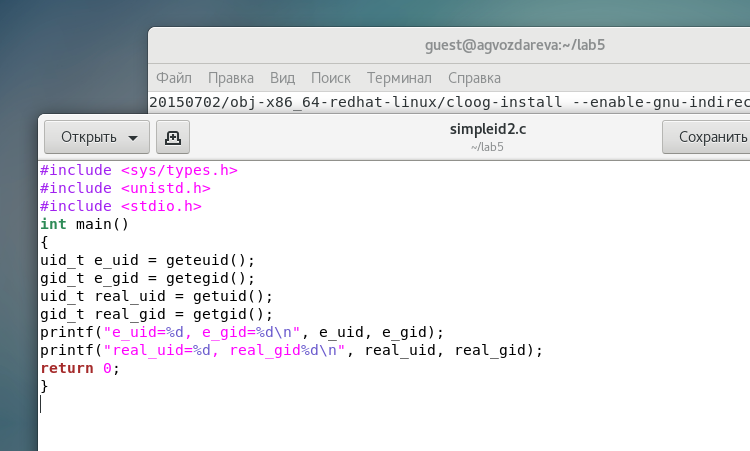 guest@agvozdareva:~/lab5
Файл Правка Вид Поиск Терминал Справка
20150702/obj-x86_64-redhat-linux/cloog-install --enable-gnu-indirec
Открыть simpleid2.c Сохранить
~/lab5
#include <sys/types.h>
#include <unistd.h>
#include <stdio.h>
int main()
{
uid_t e_uid = geteuid();
gid_t e_gid = getegid();
uid_t real_uid = getuid();
gid_t real_gid = getgid();
printf("e_uid=%d, e_gid=%d\n", e_uid, e_gid);
printf("real_uid=%d, real_gid%d\n", real_uid, real_gid);
return 0;
}